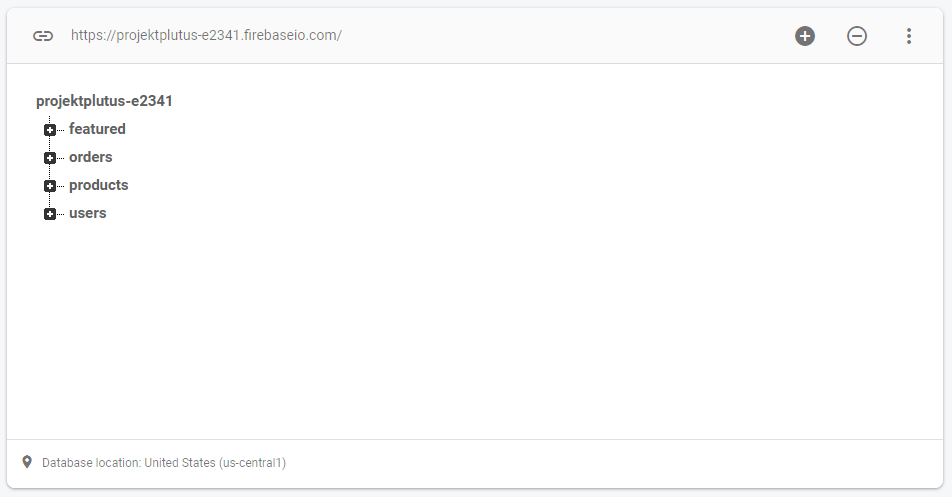 https://projektplutus-e2341.firebaseio.com/
projektplutus-e2341
featured
orders
products
users
Database location: United States (us-central1)